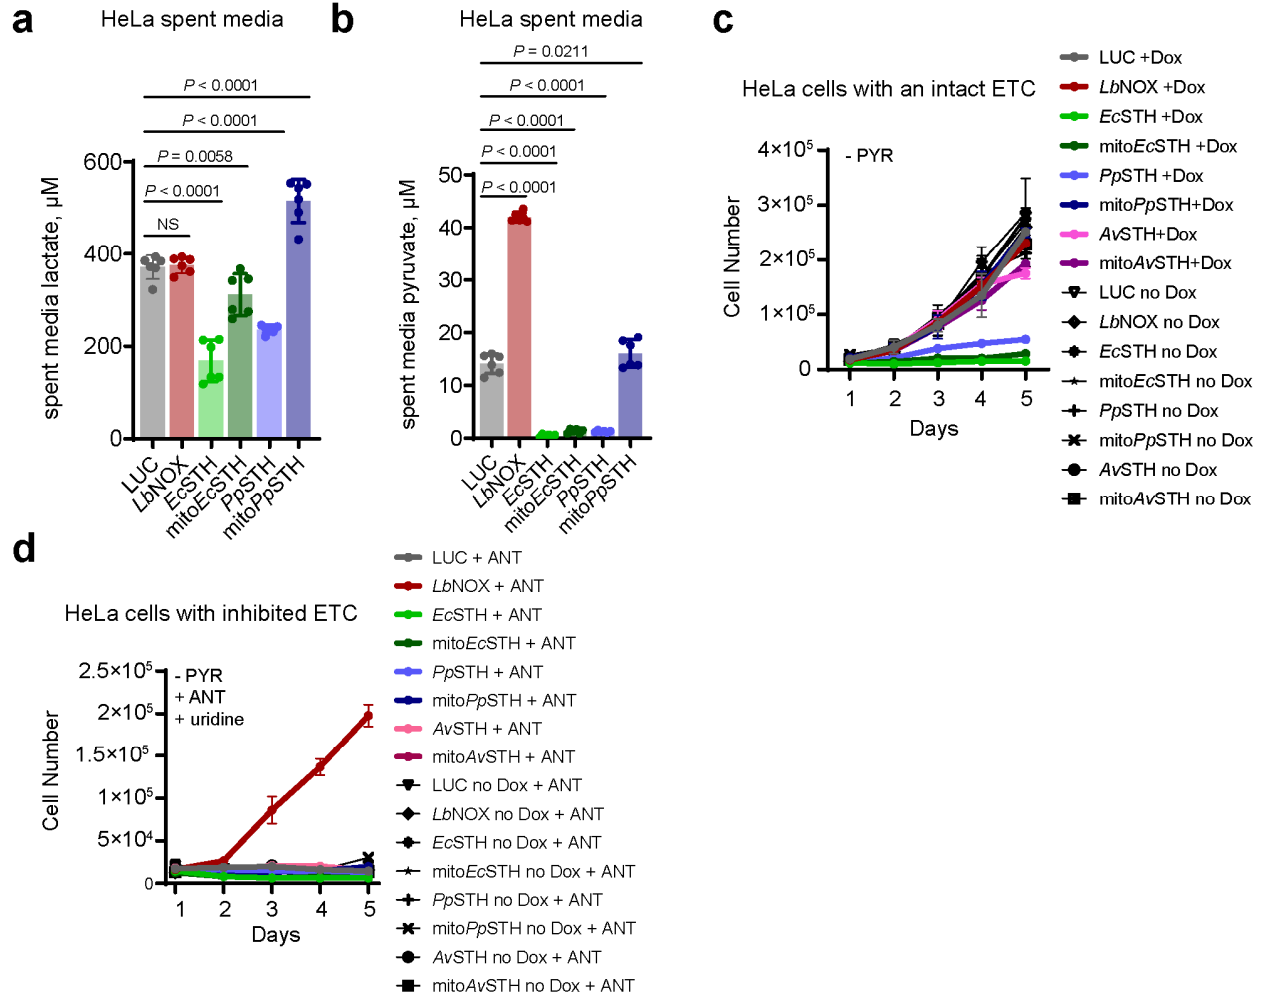 a
HeLa spent media
P < 0.0001
P < 0.0001
P = 0.0058
P < 0.0001
NS
600
400
200
0
spent media lactate, µM
LUC
LbNOX
EcSTH
mitoEcSTH
PpSTH
mitoPpSTH
b
HeLa spent media
P = 0.0211
P < 0.0001
P < 0.0001
P < 0.0001
P < 0.0001
50
40
30
20
10
0
spent media pyruvate, µM
LUC
LbNOX
EcSTH
mitoEcSTH
PpSTH
mitoPpSTH
c
HeLa cells with an intact ETC
- PYR
4×10⁵
3×10⁵
2×10⁵
1×10⁵
0
Cell Number
1 2 3 4 5
Days
LUC +Dox
LbNOX +Dox
EcSTH +Dox
mitoEcSTH +Dox
PpSTH +Dox
mitoPpSTH+Dox
AvSTH+Dox
mitoAvSTH+Dox
LUC no Dox
LbNOX no Dox
EcSTH no Dox
mitoEcSTH no Dox
PpSTH no Dox
mitoPpSTH no Dox
AvSTH no Dox
mitoAvSTH no Dox
d
HeLa cells with inhibited ETC
- PYR
+ ANT
+ uridine
2.5×10⁵
2×10⁵
1.5×10⁵
1×10⁵
5×10⁴
0
Cell Number
1 2 3 4 5
Days
LUC + ANT
LbNOX + ANT
EcSTH + ANT
mitoEcSTH + ANT
PpSTH + ANT
mitoPpSTH + ANT
AvSTH + ANT
mitoAvSTH + ANT
LUC no Dox + ANT
LbNOX no Dox + ANT
EcSTH no Dox + ANT
mitoEcSTH no Dox + ANT
PpSTH no Dox + ANT
mitoPpSTH no Dox + ANT
AvSTH no Dox + ANT
mitoAvSTH no Dox + ANT